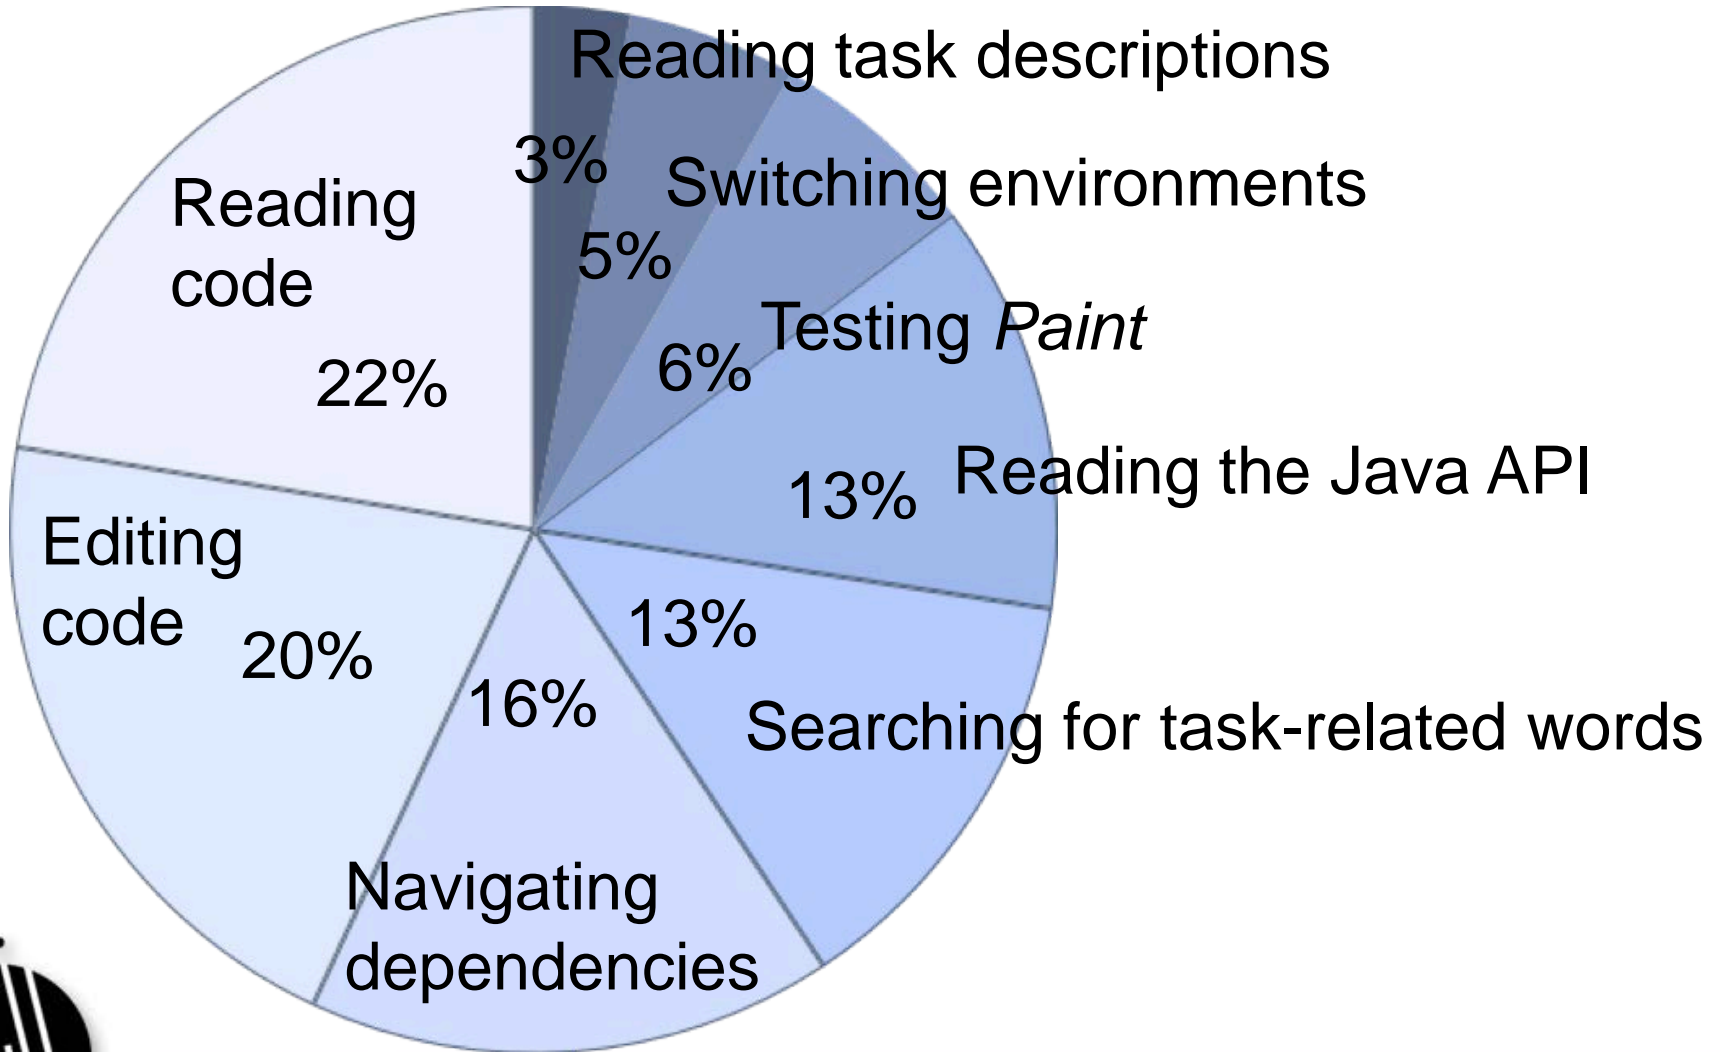 Reading task descriptions
3%
Switching environments
5%
Testing Paint
6%
Reading the Java API
13%
Searching for task-related words
13%
Navigating
dependencies
16%
Editing
code
20%
Reading
code
22%